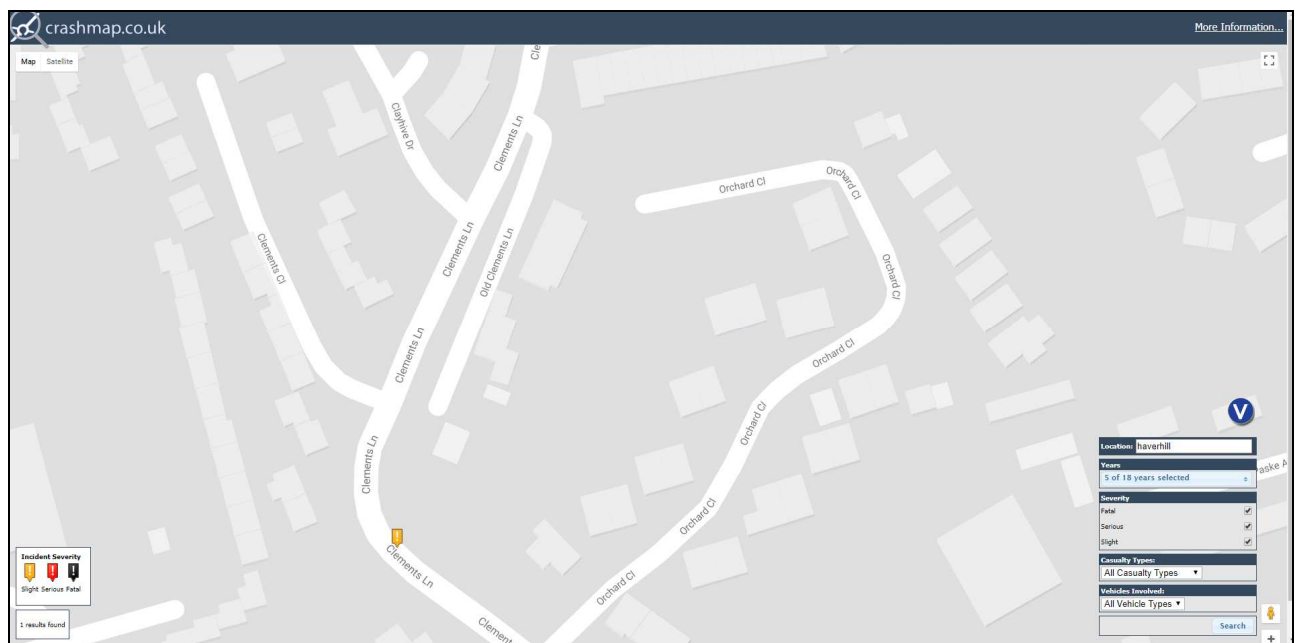 crashmap.co.uk
More Information...
Map Satellite
Cle
Clements Ln
Clayhive Dr
Orchard Cl
Orchard Cl
Clements Cl
Clements Ln
Old Clements Ln
Orchard Cl
Clements Ln
Orchard Cl
Orchard Cl
Clements Ln
Orchard Cl
Clements Ln
Orchard Cl
Clements
V
Location: haverhill
Years
5 of 18 years selected
aske A
Severity
Fatal
Serious
Slight
Casualty Types:
All Casualty Types
Vehicles Involved:
All Vehicle Types
Search
+
Incident Severity
Slight Serious Fatal
1 results found